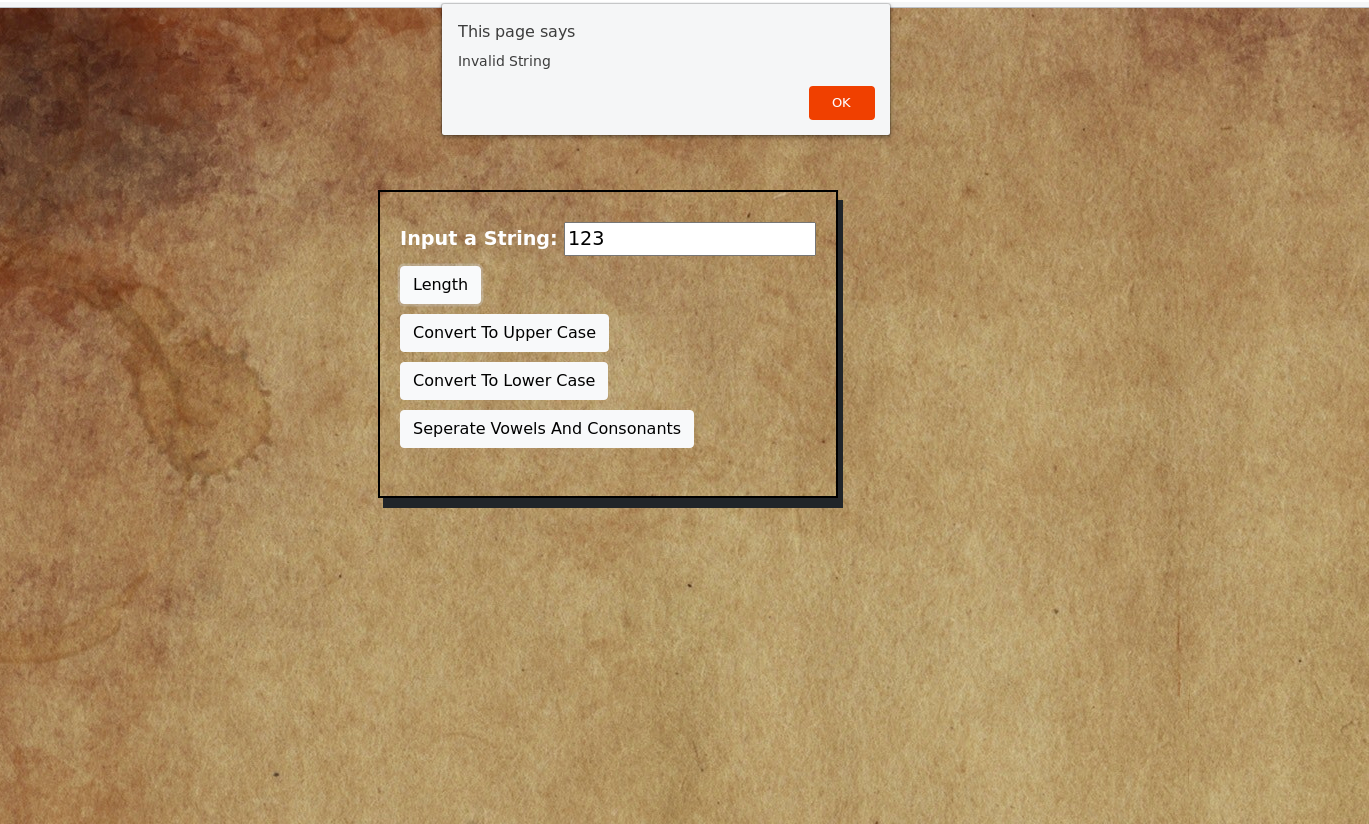 This page says
Invalid String
OK
Input a String: 123
Length
Convert To Upper Case
Convert To Lower Case
Seperate Vowels And Consonants